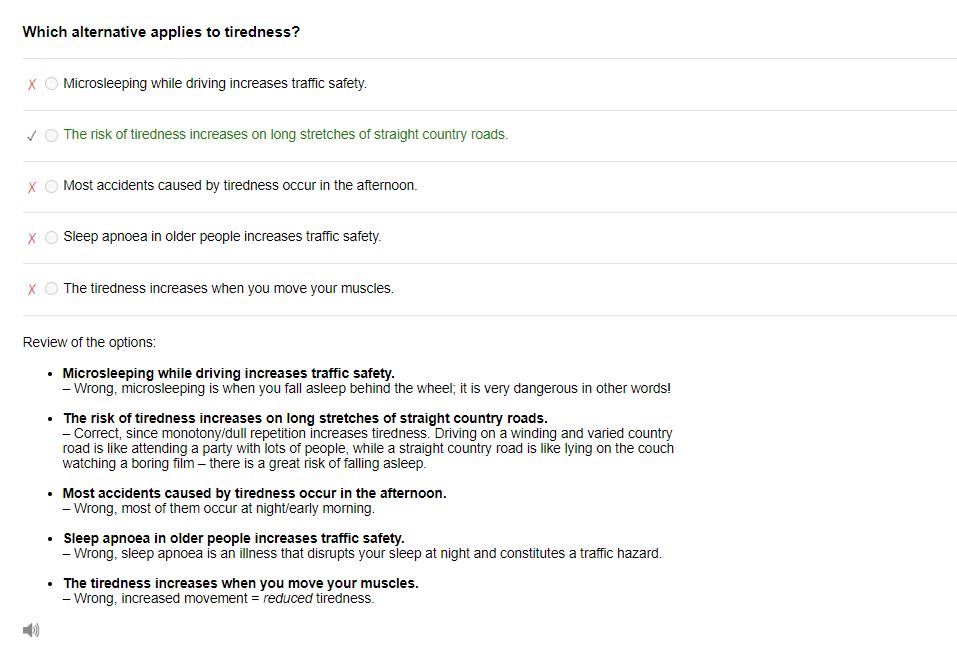 Which alternative applies to tiredness?
✗ Microsleeping while driving increases traffic safety.
✓ The risk of tiredness increases on long stretches of straight country roads.
✗ Most accidents caused by tiredness occur in the afternoon.
✗ Sleep apnoea in older people increases traffic safety.
✗ The tiredness increases when you move your muscles.
Review of the options:
• Microsleeping while driving increases traffic safety.
– Wrong, microsleeping is when you fall asleep behind the wheel; it is very dangerous in other words!
• The risk of tiredness increases on long stretches of straight country roads.
– Correct, since monotony/dull repetition increases tiredness. Driving on a winding and varied country
road is like attending a party with lots of people, while a straight country road is like lying on the couch
watching a boring film – there is a great risk of falling asleep.
• Most accidents caused by tiredness occur in the afternoon.
– Wrong, most of them occur at night/early morning.
• Sleep apnoea in older people increases traffic safety.
– Wrong, sleep apnoea is an illness that disrupts your sleep at night and constitutes a traffic hazard.
• The tiredness increases when you move your muscles.
– Wrong, increased movement = reduced tiredness.